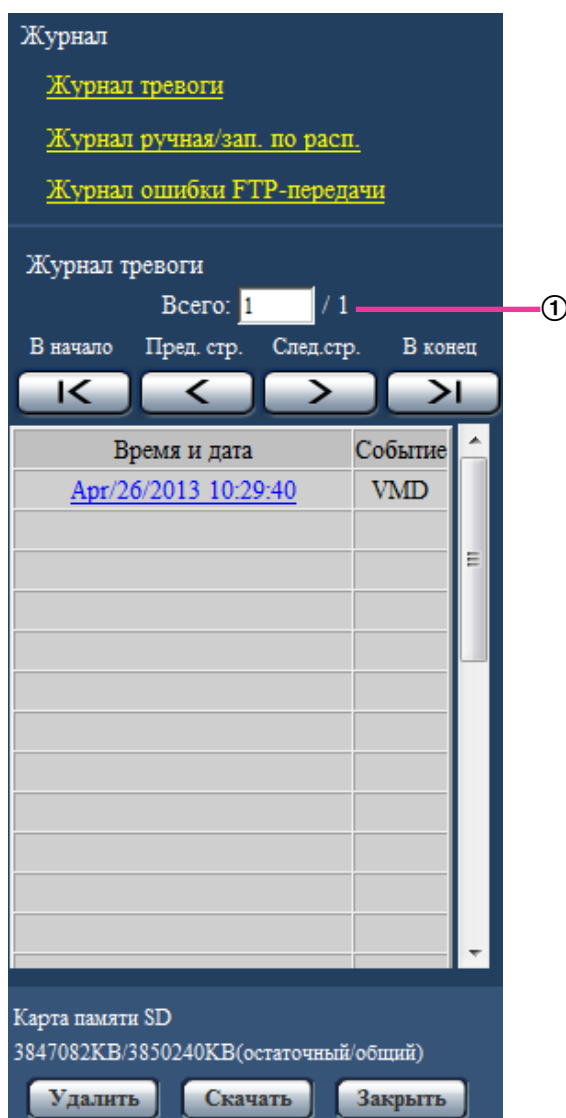 Журнал
Журнал тревоги
Журнал ручная/зап. по расп.
Журнал ошибки FTP-передачи
Журнал тревоги
Всего: 1 / 1
①
В начало Пред. стр. След.стр. В конец
Время и дата Событие
Apr/26/2013 10:29:40 VMD
Карта памяти SD
3847082KB/3850240KB(остаточный/общий)
Удалить Скачать Закрыть